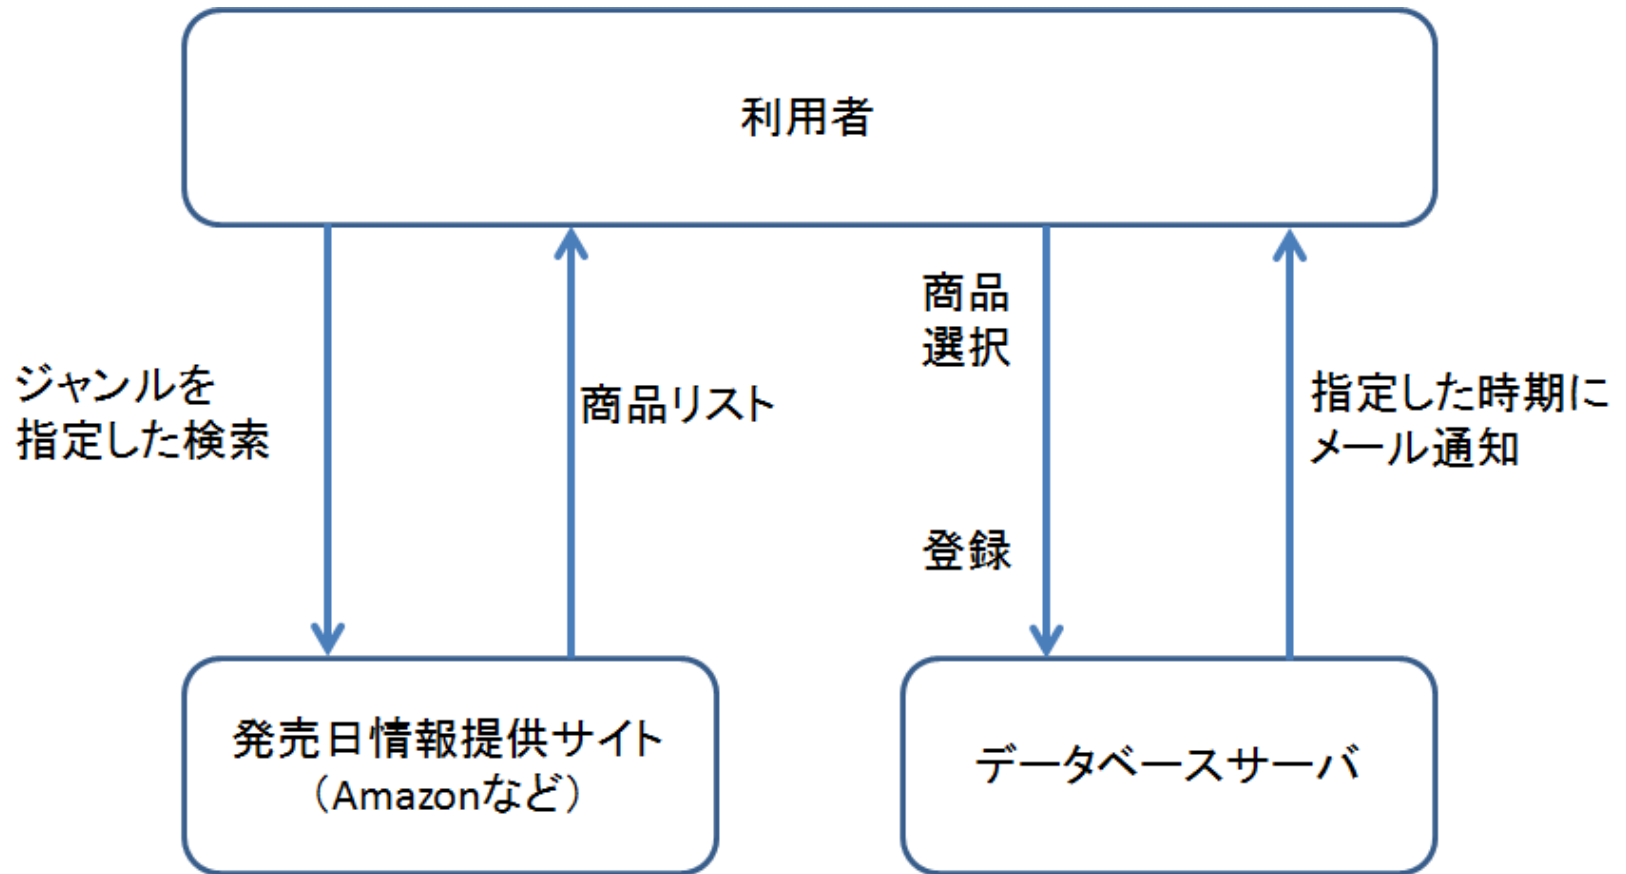 利用者
ジャンルを
指定した検索
商品リスト
商品
選択
登録
指定した時期に
メール通知
発売日情報提供サイト
（Amazonなど）
データベースサーバ